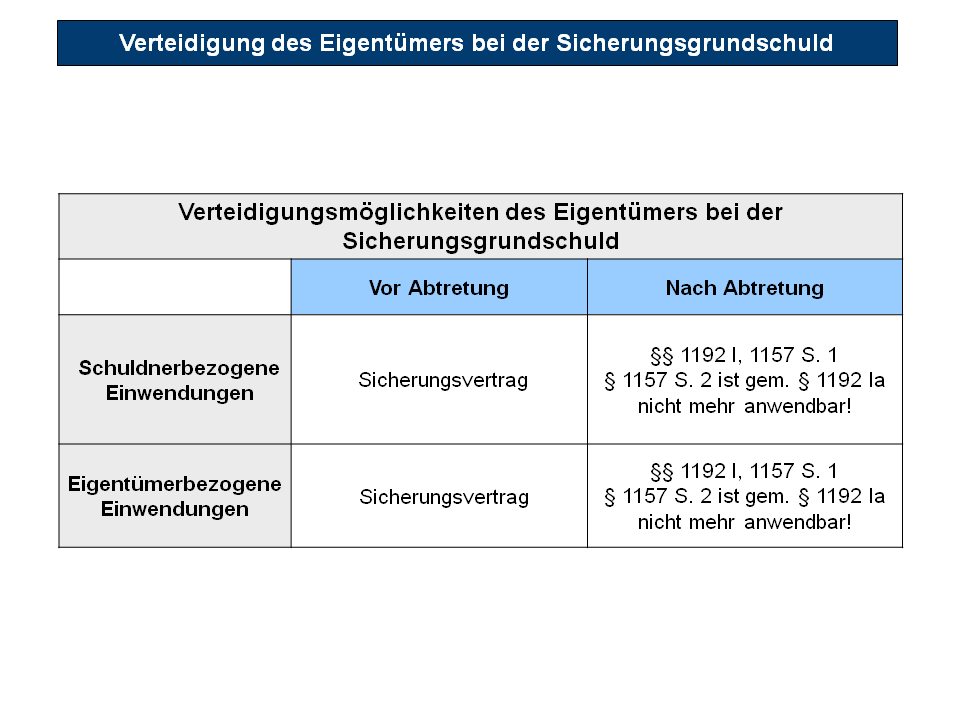 Verteidigung des Eigentümers bei der Sicherungsgrundschuld
Verteidigungsmöglichkeiten des Eigentümers bei der
Sicherungsgrundschuld
Vor Abtretung
Nach Abtretung
Schuldnerbezogene
Einwendungen
Sicherungsvertrag
§§ 1192 I, 1157 S. 1
§ 1157 S. 2 ist gem. § 1192 Ia
nicht mehr anwendbar!
Eigentümerbezogene
Einwendungen
Sicherungsvertrag
§§ 1192 I, 1157 S. 1
§ 1157 S. 2 ist gem. § 1192 Ia
nicht mehr anwendbar!